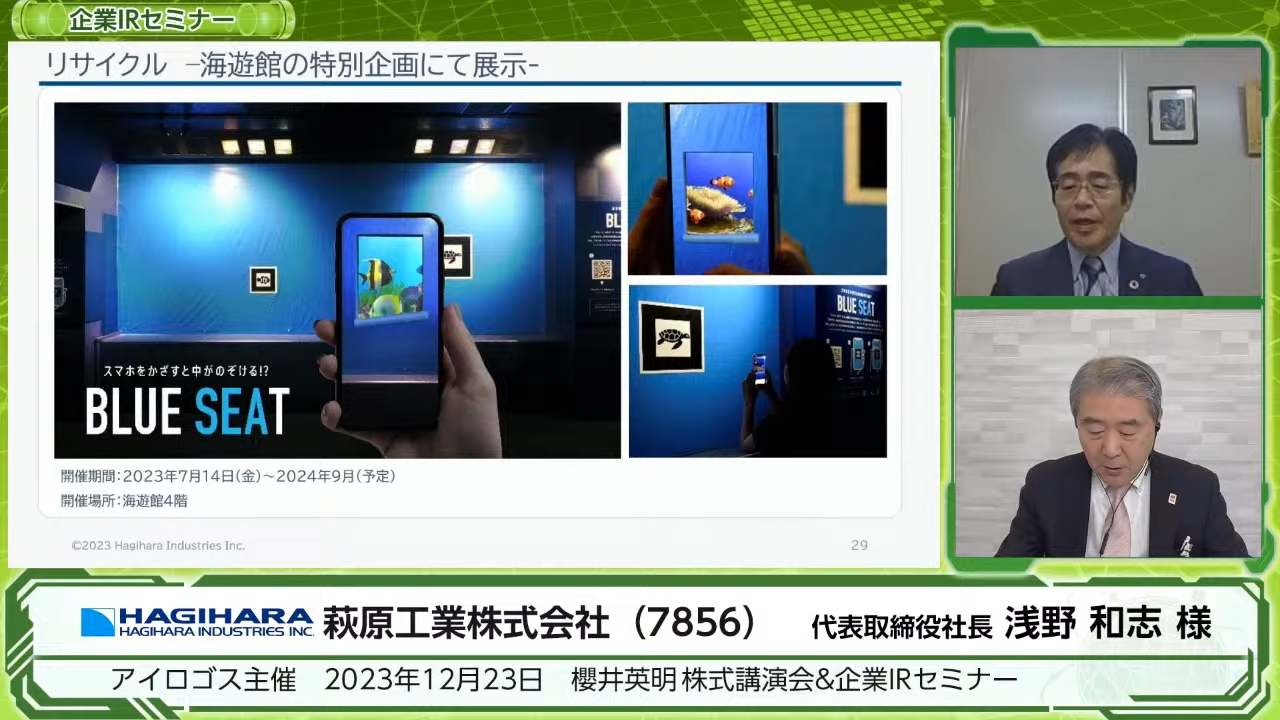 企業IRセミナー
リサイクル –海遊館の特別企画にて展示-
スマホをかざすと中がのぞける!?
BLUE SEAT
BL
BLUE SEAT
開催期間:2023年7月14日(金)~2024年9月(予定)
開催場所:海遊館4階
©2023 Hagihara Industries Inc.
29
HAGIHARA
HAGIHARA INDUSTRIES INC.
萩原工業株式会社(7856)
代表取締役社長 浅野 和志 様
アイロゴス主催 2023年12月23日 櫻井英明 株式講演会&企業IRセミナー